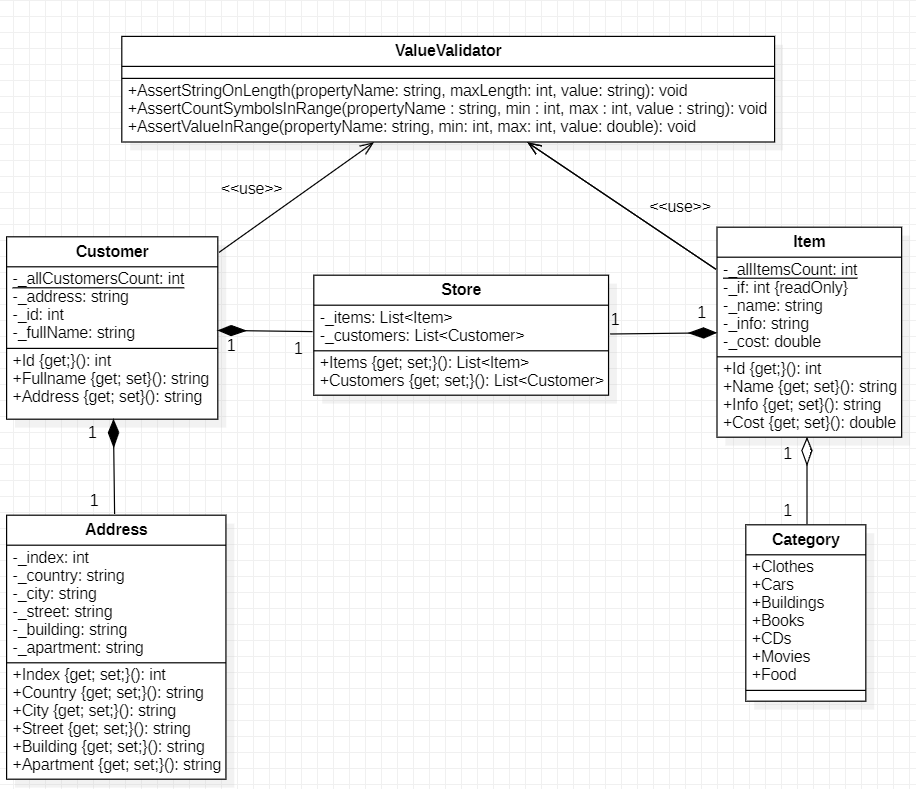 ValueValidator
+AssertStringOnLength(propertyName: string, maxLength: int, value: string): void
+AssertCountSymbolsInRange(propertyName : string, min : int, max : int, value : string): void
+AssertValueInRange(propertyName: string, min: int, max: int, value: double): void
<<use>>
<<use>>
Customer
-_allCustomersCount: int
-_address: string
-_id: int
-_fullName: string
+Id {get;}(): int
+Fullname {get; set}(): string
+Address {get; set}(): string
1
1
Store
-_items: List<Item>
-_customers: List<Customer>
+Items {get; set;}(): List<Item>
+Customers {get; set;}(): List<Customer>
1
1
Item
-_allItemsCount: int
-_if: int {readOnly}
-_name: string
-_info: string
-_cost: double
+Id {get;}(): int
+Name {get; set}(): string
+Info {get; set}(): string
+Cost {get; set}(): double
1
1
Address
-_index: int
-_country: string
-_city: string
-_street: string
-_building: string
-_apartment: string
+Index {get; set;}(): int
+Country {get; set;}(): string
+City {get; set;}(): string
+Street {get; set;}(): string
+Building {get; set;}(): string
+Apartment {get; set;}(): string
1
1
Category
+Clothes
+Cars
+Buildings
+Books
+CDs
+Movies
+Food